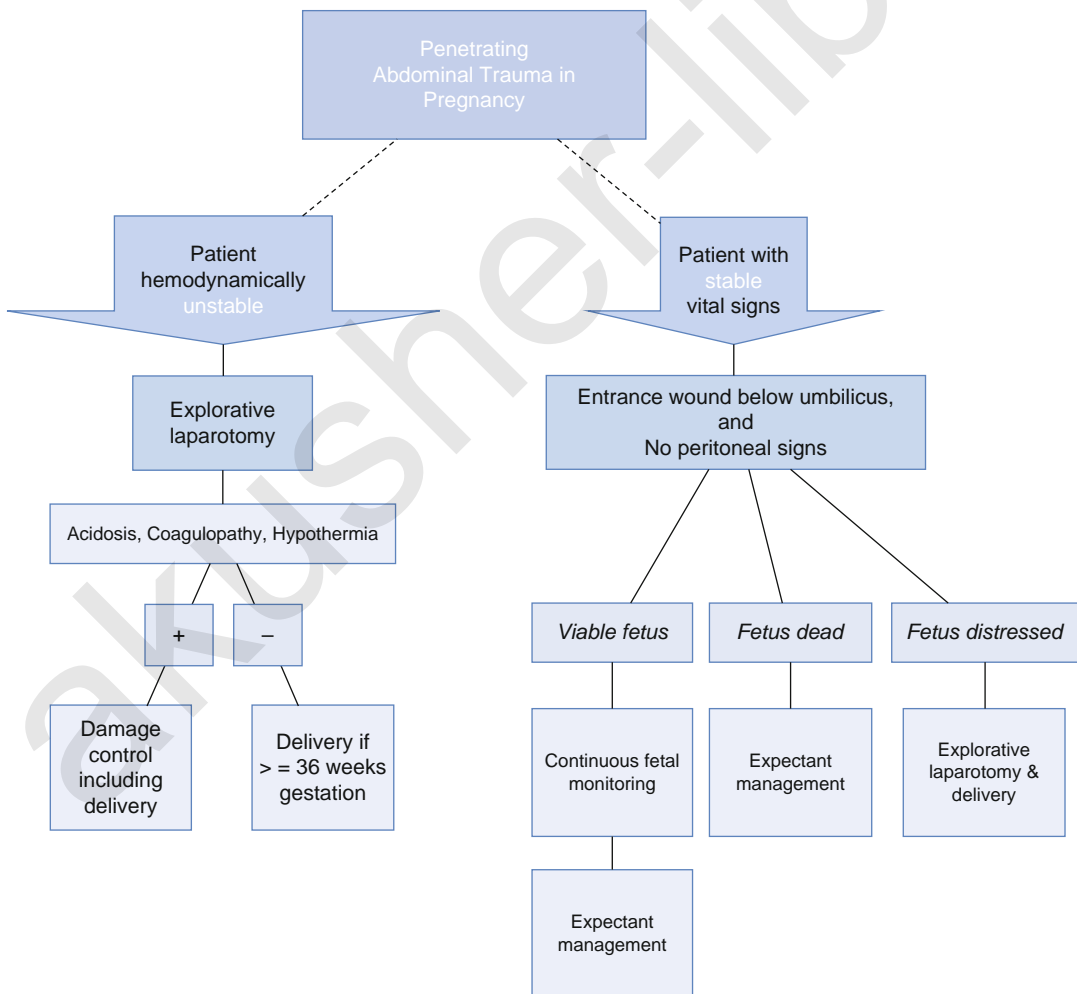 Penetrating
Abdominal Trauma in
Pregnancy
Patient
hemodynamically
unstable
Patient with
stable
vital signs
Explorative
laparotomy
Entrance wound below umbilicus,
and
No peritoneal signs
Acidosis, Coagulopathy, Hypothermia
+
–
Viable fetus
Fetus dead
Fetus distressed
Damage
control
including
delivery
Delivery if
> = 36 weeks
gestation
Continuous fetal
monitoring
Expectant
management
Explorative
laparotomy &
delivery
Expectant
management
akusher-lib